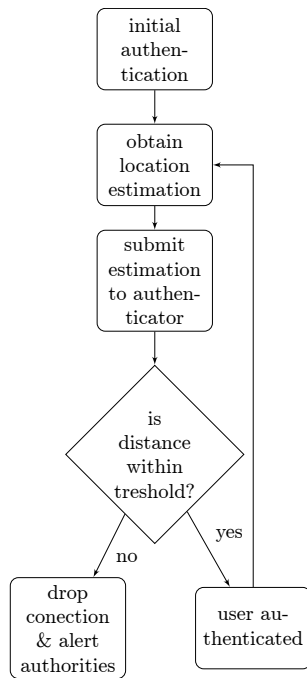 initial
authen-
tication
obtain
location
estimation
submit
estimation
to authen-
ticator
is
distance
within
treshold?
no
yes
drop
conection
& alert
authorities
user au-
thenticated